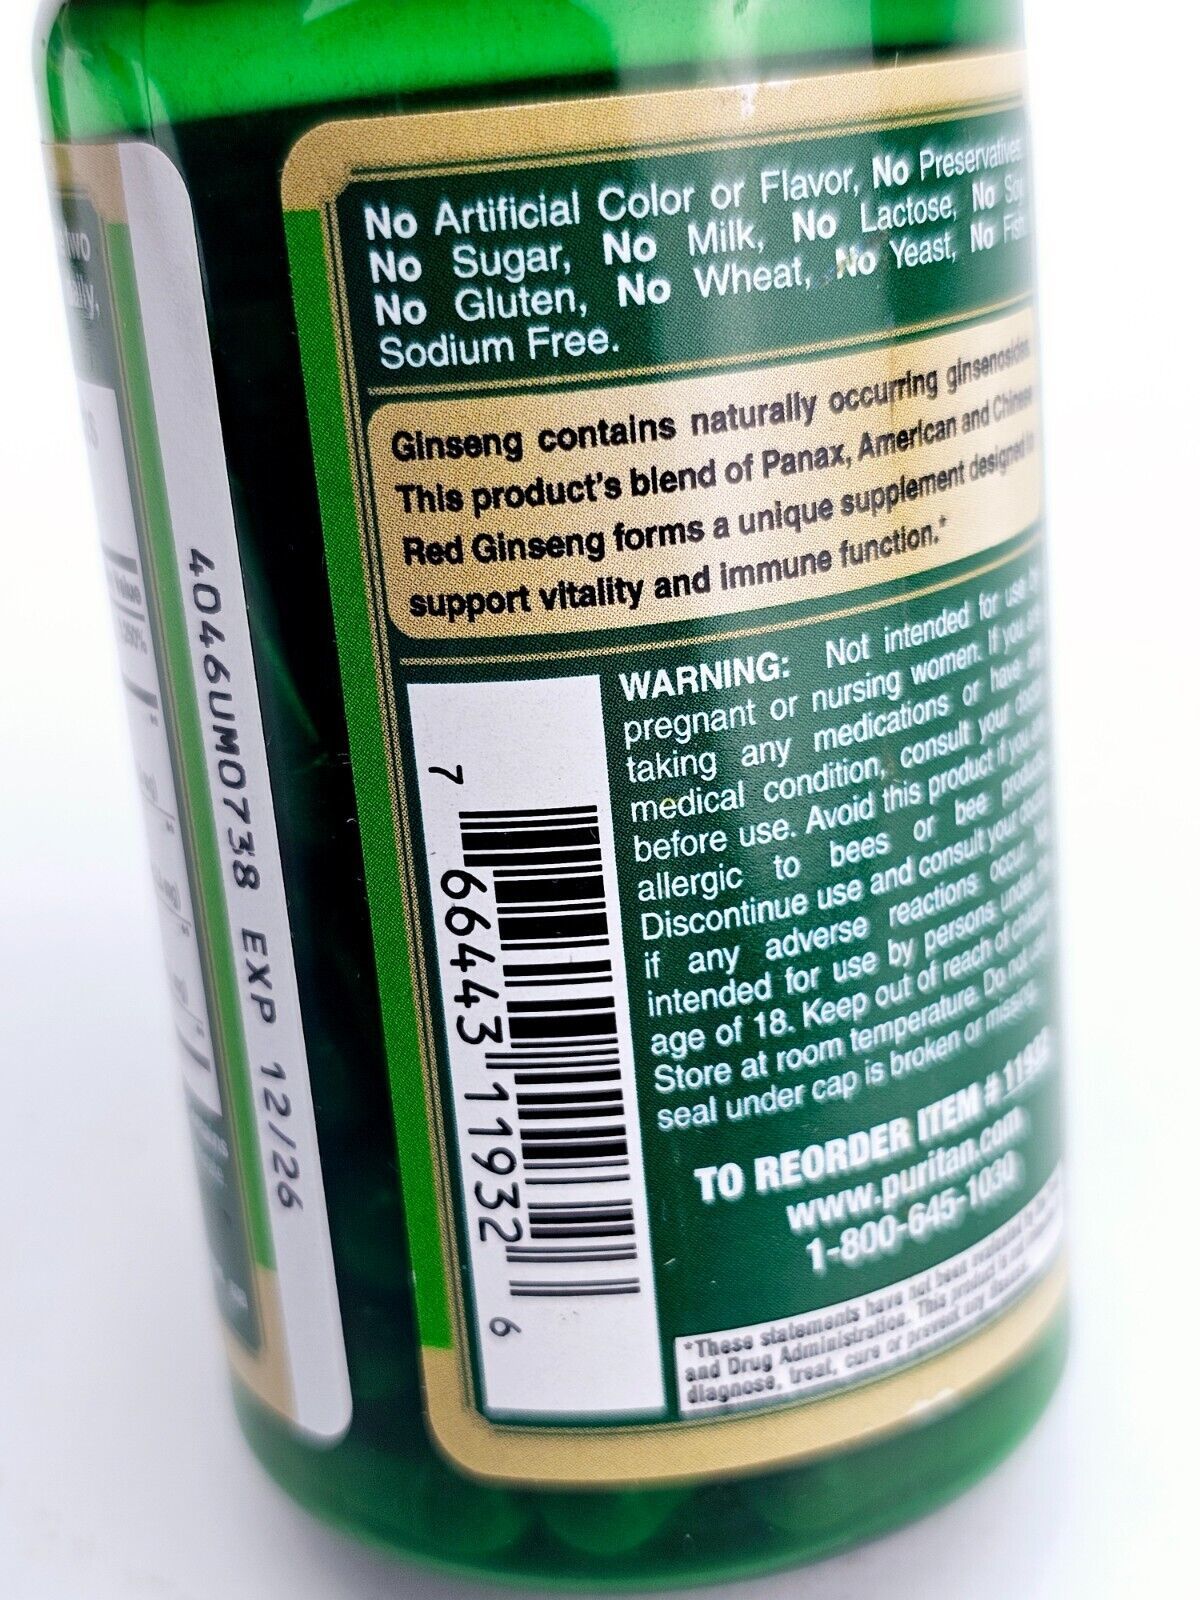 two
Value
No Artificial Color or Flavor, No Preservatives
No Sugar, No Milk, No Lactose, No Soy
No Gluten, No Wheat, No Yeast, No Fish
Sodium Free.
Ginseng contains naturally occurring ginsenosides
This product's blend of Panax, American and Chinese
Red Ginseng forms a unique supplement designed to
support vitality and immune function.*
WARNING: Not intended for use by
pregnant or nursing women. If you are
taking any medications or have any
medical condition, consult your doctor
before use. Avoid this product if you are
allergic to bees or bee products.
Discontinue use and consult your doctor
if any adverse reactions occur. Not
intended for use by persons under the
age of 18. Keep out of reach of children.
Store at room temperature. Do not use if
seal under cap is broken or missing.
TO REORDER ITEM # 11932
www.puritan.com
1-800-645-1030
*These statements have not been evaluated by
and Drug Administration. This product is not
diagnose, treat, cure or prevent any disease.
7 66443 11932 6
4046UM0738 EXP 12/26